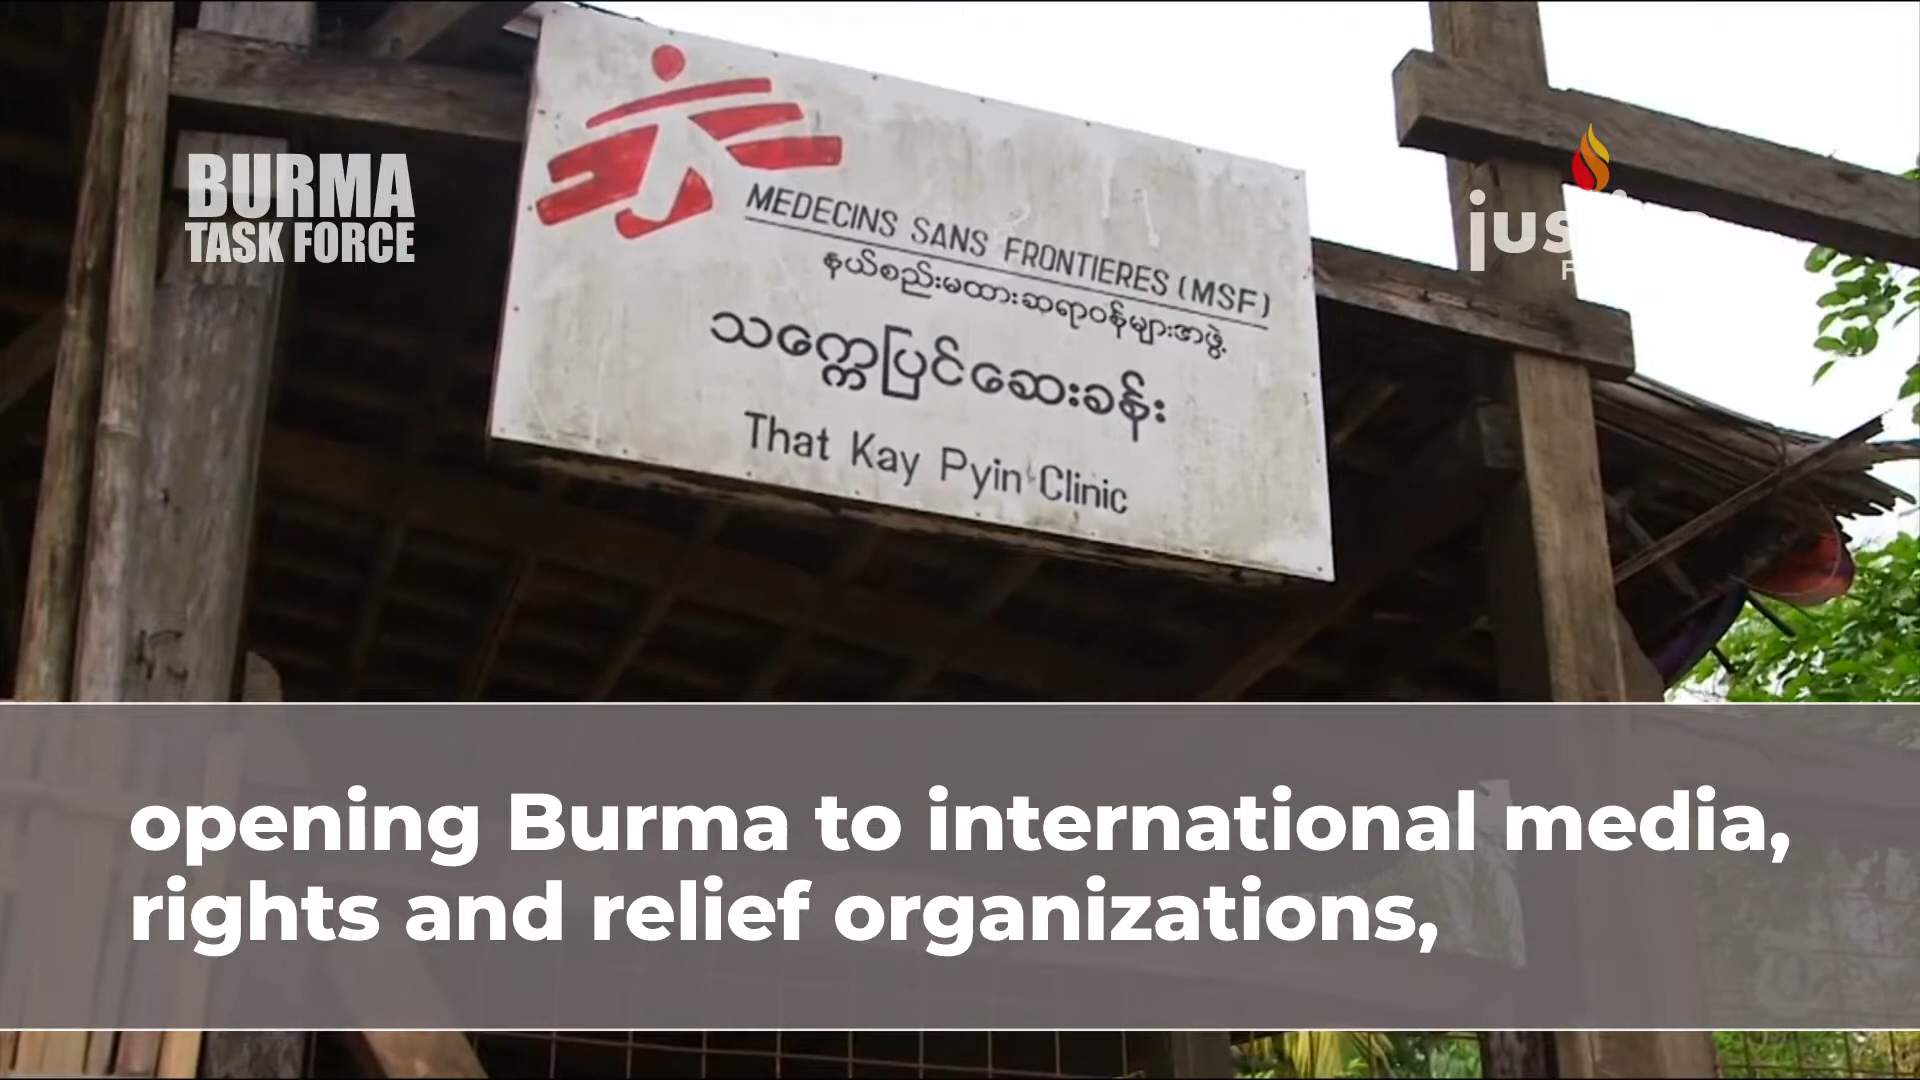 BURMA
TASK FORCE
MEDECINS SANS FRONTIERES (MSF)
နယ်စည်းမထားဆရာဝန်များအဖွဲ့
သက္ကေပြင်ဆေးခန်း
That Kay Pyin Clinic
opening Burma to international media,
rights and relief organizations,